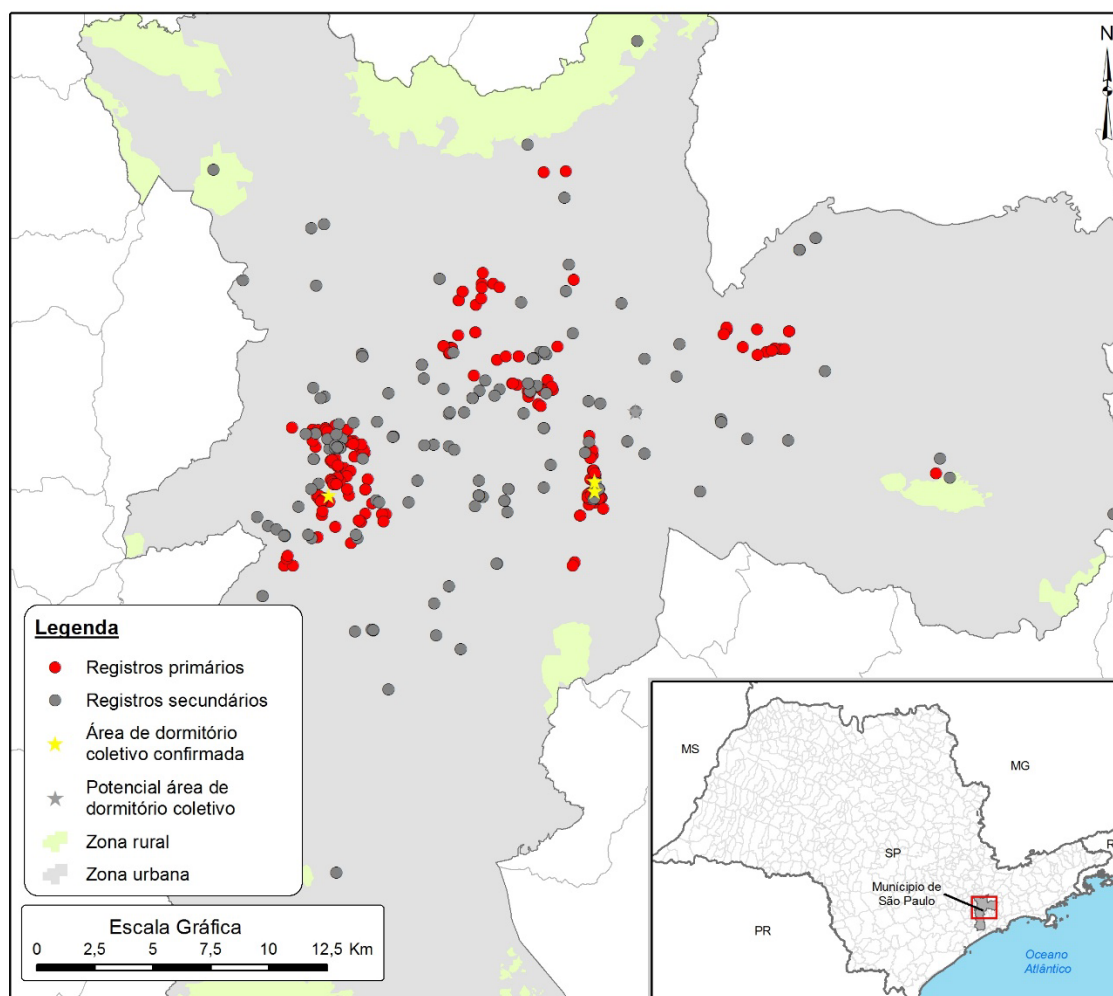 N
Legenda
Registros primários
Registros secundários
Área de dormitório
coletivo confirmada
Potencial área de
dormitório coletivo
Zona rural
Zona urbana
Escala Gráfica
0 2,5 5 7,5 10 12,5 Km
MS
MG
SP
R
Munícipio de
São Paulo
PR
Oceano
Atlântico